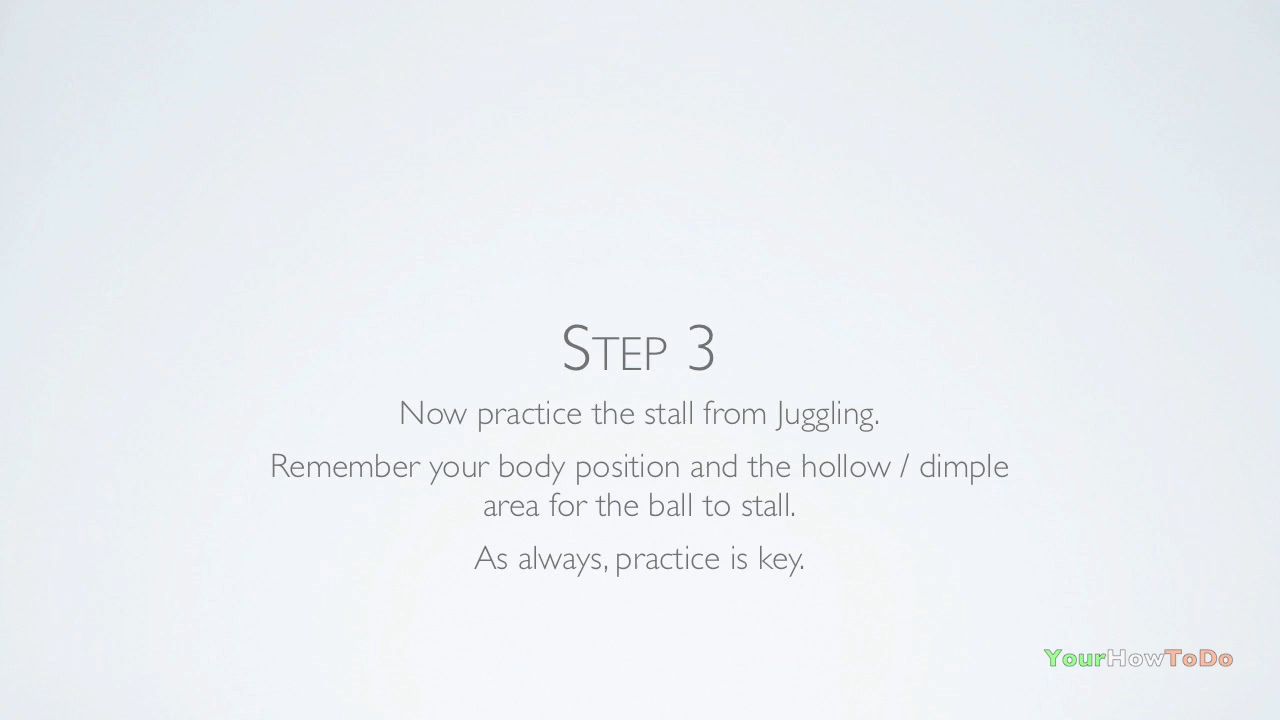 Step 3
Now practice the stall from Juggling.
Remember your body position and the hollow / dimple
area for the ball to stall.
As always, practice is key.
YourHowToDo